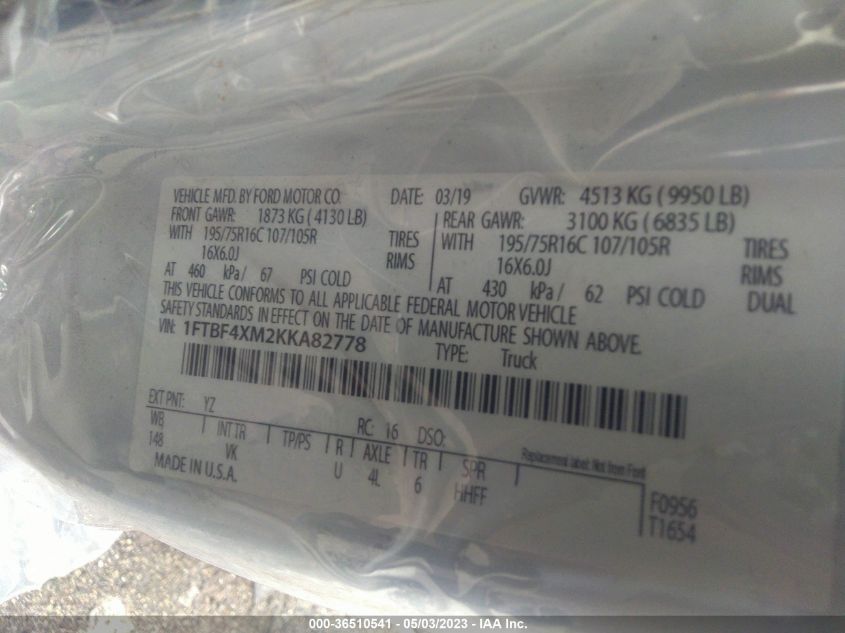 VEHICLE MFD. BY FORD MOTOR CO. DATE: 03/19 GVWR: 4513 KG ( 9950 LB)
FRONT GAWR: 1873 KG ( 4130 LB) REAR GAWR: 3100 KG ( 6835 LB)
WITH 195/75R16C 107/105R TIRES WITH 195/75R16C 107/105R TIRES
16X6.0J RIMS 16X6.0J RIMS
AT 460 kPa/ 67 PSI COLD AT 430 kPa/ 62 PSI COLD DUAL
THIS VEHICLE CONFORMS TO ALL APPLICABLE FEDERAL MOTOR VEHICLE
SAFETY STANDARDS IN EFFECT ON THE DATE OF MANUFACTURE SHOWN ABOVE.
VIN: 1FTBF4XM2KKA82778 TYPE: Truck
EXT PNT: YZ RC: 16 DSO:
WB INT TR TP/PS R AXLE TR SPR Replacement label: Not from Ford
148 VK U 4L 6 HHFF F0956
MADE IN U.S.A. T1654
000-36510541 - 05/03/2023 - IAA Inc.